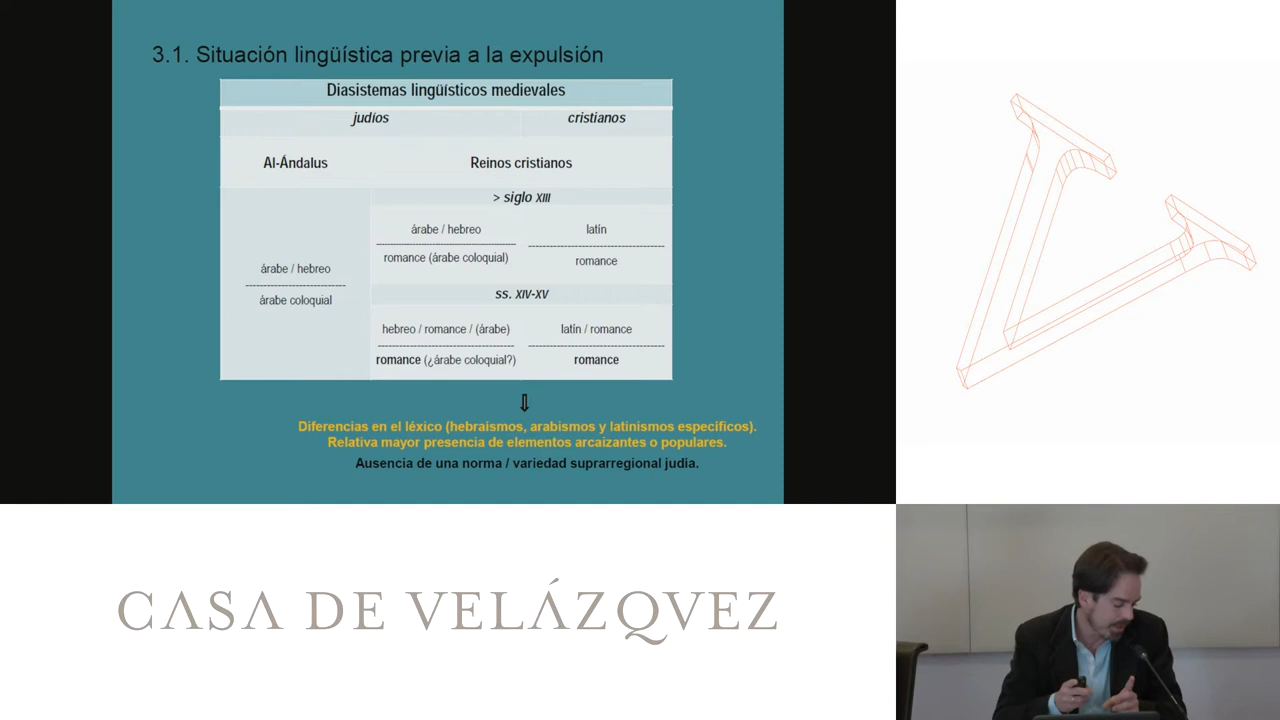 3.1. Situación lingüística previa a la expulsión
Diasistemas lingüísticos medievales
judíos
cristianos
Al-Ándalus
Reinos cristianos
> siglo XIII
árabe / hebreo
romance (árabe coloquial)
latín
romance
árabe / hebreo
árabe coloquial
ss. XIV-XV
hebreo / romance / (árabe)
romance (¿árabe coloquial?)
latín / romance
romance
⇩
Diferencias en el léxico (hebraísmos, arabismos y latinismos específicos).
Relativa mayor presencia de elementos arcaizantes o populares.
Ausencia de una norma / variedad suprarregional judía.
CASA DE VELÁZQVEZ